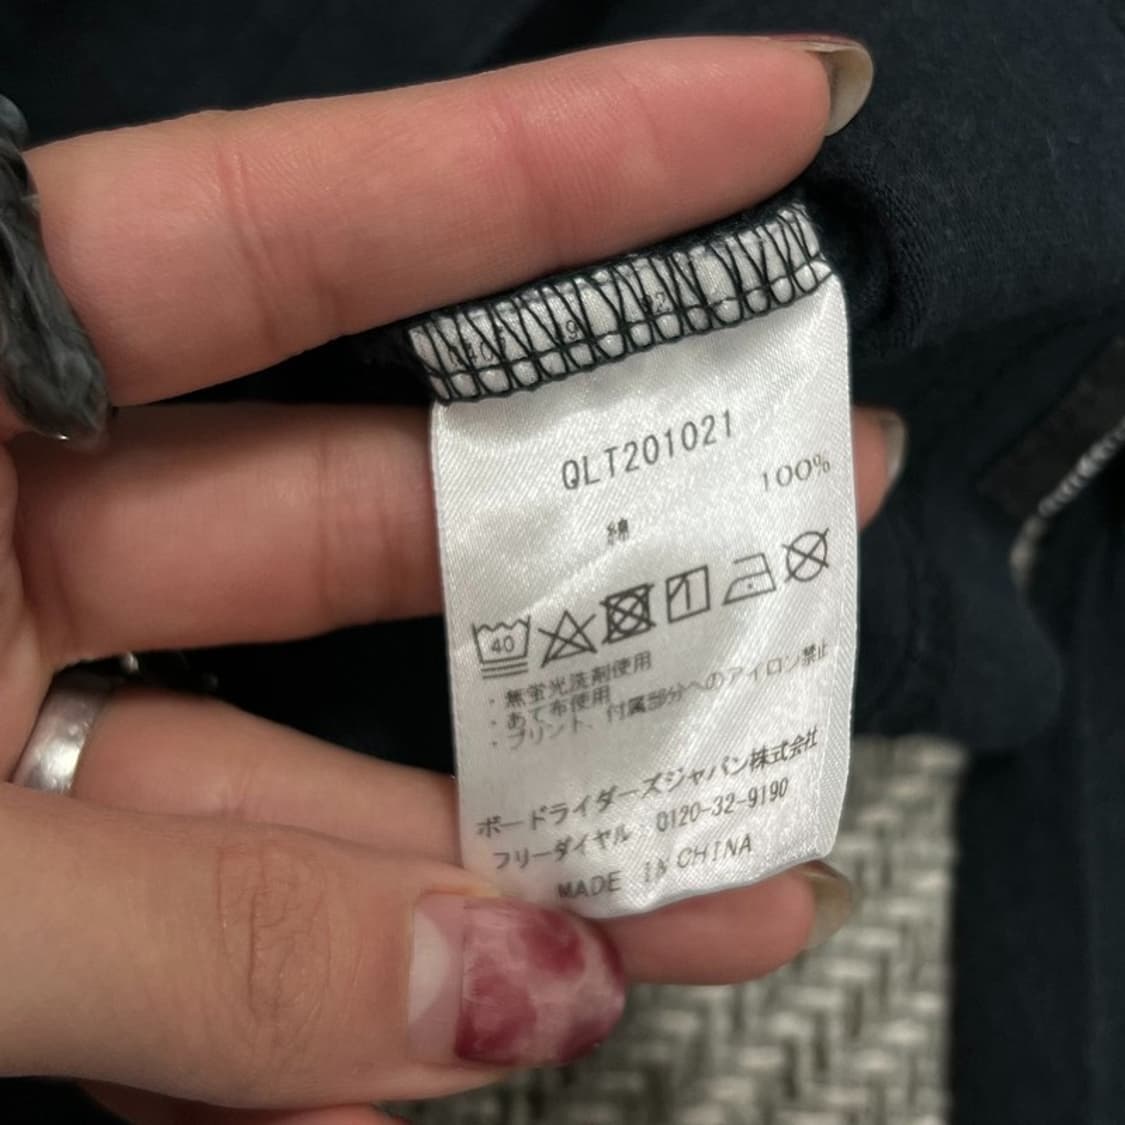 QLT201021
綿 100%
40
・無蛍光洗剤使用
・あて布使用
・プリント、付属部分へのアイロン禁止
ボードライダーズジャパン株式会社
フリーダイヤル 0120-32-9190
MADE IN CHINA